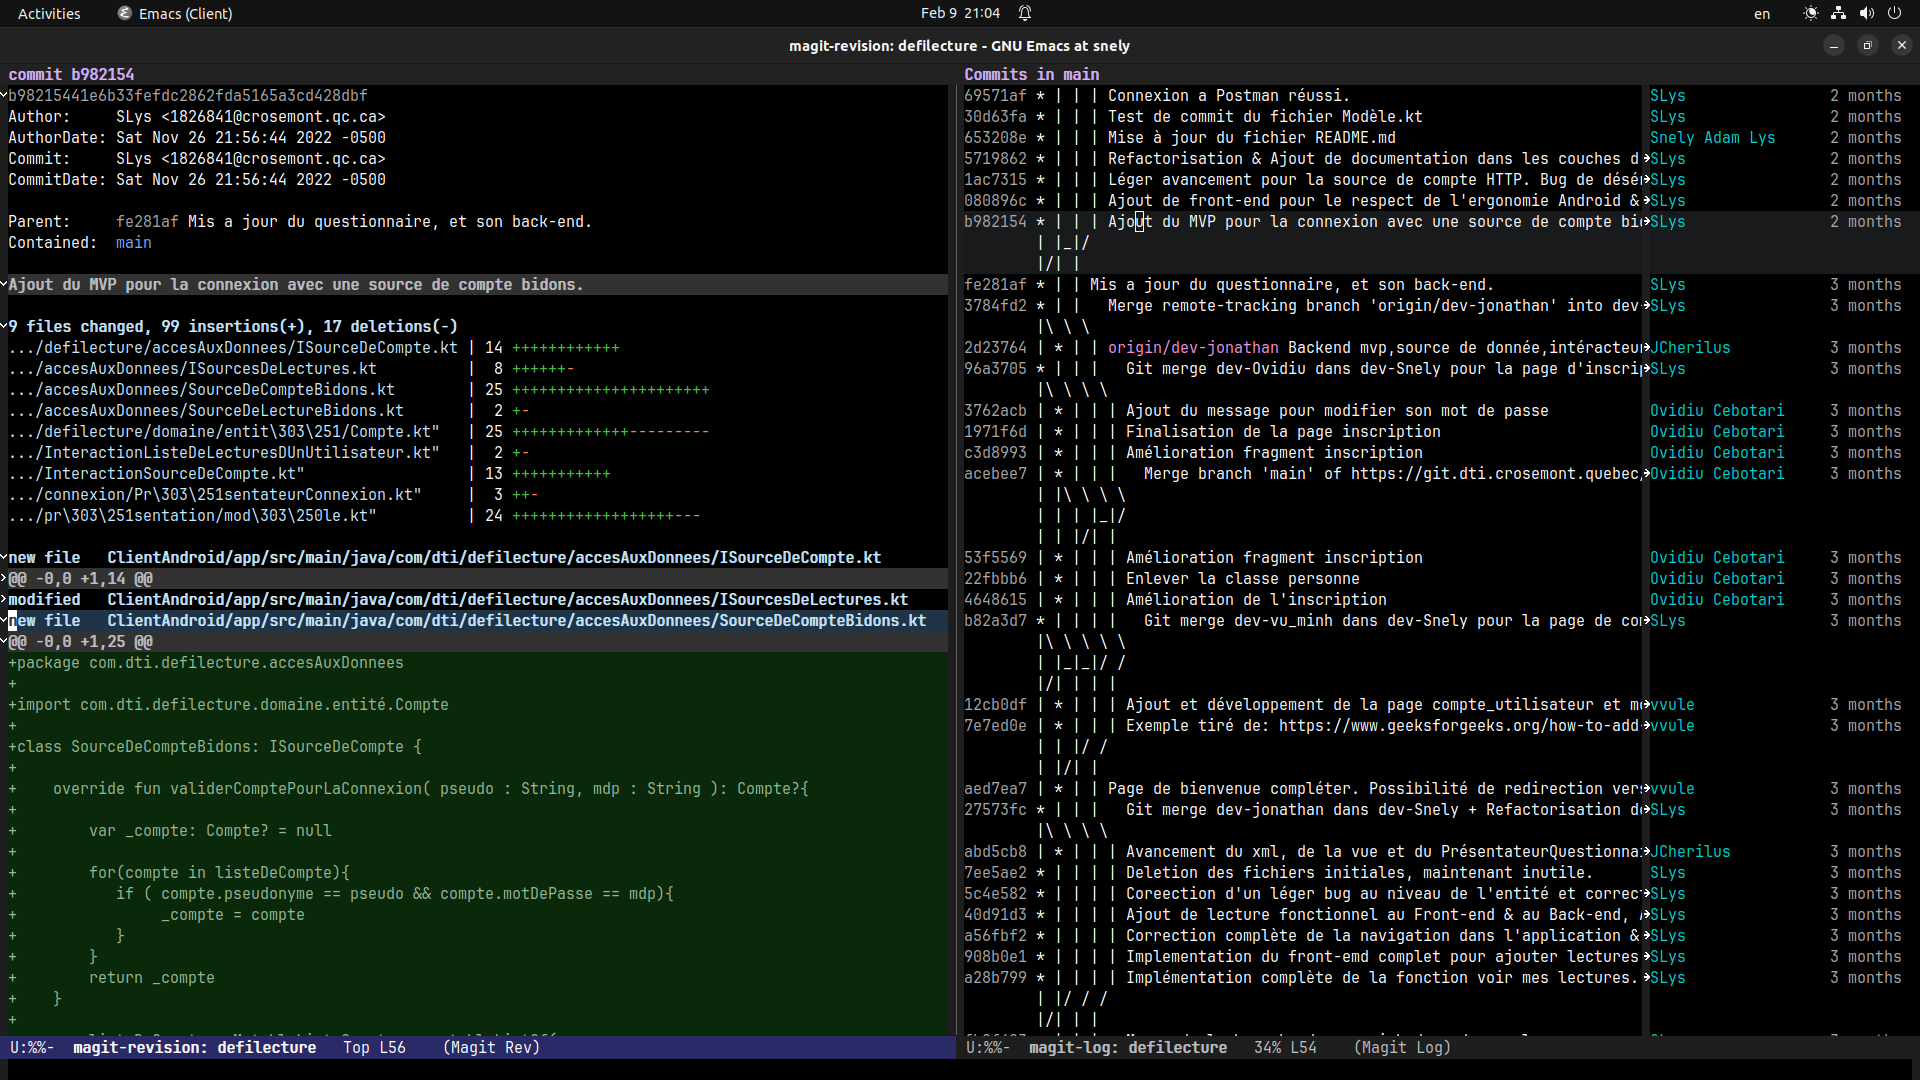 Activities
Emacs (Client)
Feb 9 21:04
en
magit-revision: defilecture - GNU Emacs at snely
commit b982154
b98215441e6b33fefdc2862fda5165a3cd428dbf
Author:     SLys <1826841@crosemont.qc.ca>
AuthorDate: Sat Nov 26 21:56:44 2022 -0500
Commit:     SLys <1826841@crosemont.qc.ca>
CommitDate: Sat Nov 26 21:56:44 2022 -0500
Parent:     fe281af Mis a jour du questionnaire, et son back-end.
Contained:  main
Ajout du MVP pour la connexion avec une source de compte bidons.
9 files changed, 99 insertions(+), 17 deletions(-)
.../defilecture/accesAuxDonnees/ISourceDeCompte.kt | 14 ++++++++++++
.../accesAuxDonnees/ISourcesDeLectures.kt          |  8 ++++++-
.../accesAuxDonnees/SourceDeCompteBidons.kt        | 25 ++++++++++++++++++++++
.../accesAuxDonnees/SourceDeLectureBidons.kt       |  2 +-
.../defilecture/domaine/entit\303\251/Compte.kt"   | 25 +++++++++++++---------
.../InteractionListeDeLecturesDUnUtilisateur.kt"   |  2 +-
.../InteractionSourceDeCompte.kt"                  | 13 +++++++++++
.../connexion/Pr\303\251sentateurConnexion.kt"     |  3 ++-
.../pr\303\251sentation/mod\303\250le.kt"          | 24 ++++++++++++++++++---
new file   ClientAndroid/app/src/main/java/com/dti/defilecture/accesAuxDonnees/ISourceDeCompte.kt
@@ -0,0 +1,14 @@
modified   ClientAndroid/app/src/main/java/com/dti/defilecture/accesAuxDonnees/ISourcesDeLectures.kt
new file   ClientAndroid/app/src/main/java/com/dti/defilecture/accesAuxDonnees/SourceDeCompteBidons.kt
@@ -0,0 +1,25 @@
+package com.dti.defilecture.accesAuxDonnees
+
+import com.dti.defilecture.domaine.entité.Compte
+
+class SourceDeCompteBidons: ISourceDeCompte {
+
+    override fun validerComptePourLaConnexion( pseudo : String, mdp : String ): Compte?{
+
+        var _compte: Compte? = null
+
+        for(compte in listeDeCompte){
+           if ( compte.pseudonyme == pseudo && compte.motDePasse == mdp){
+                _compte = compte
+           }
+        }
+        return _compte
+    }
+
U:%%-  magit-revision: defilecture   Top L56    (Magit Rev)
Commits in main
69571af * | | | Connexion a Postman réussi. SLys 2 months
30d63fa * | | | Test de commit du fichier Modèle.kt SLys 2 months
653208e * | | | Mise à jour du fichier README.md Snely Adam Lys 2 months
5719862 * | | | Refactorisation & Ajout de documentation dans les couches d SLys 2 months
1ac7315 * | | | Léger avancement pour la source de compte HTTP. Bug de désé SLys 2 months
080896c * | | | Ajout de front-end pour le respect de l'ergonomie Android & SLys 2 months
b982154 * | | | Ajout du MVP pour la connexion avec une source de compte bi SLys 2 months
| |_|/
|/| |
fe281af * | | Mis a jour du questionnaire, et son back-end. SLys 3 months
3784fd2 * | |   Merge remote-tracking branch 'origin/dev-jonathan' into dev- SLys 3 months
|\ \ \
2d23764 | * | | origin/dev-jonathan Backend mvp,source de donnée,intéracteur JCherilus 3 months
96a3705 * | | |   Git merge dev-Ovidiu dans dev-Snely pour la page d'inscrip SLys 3 months
|\ \ \ \
3762acb | * | | | Ajout du message pour modifier son mot de passe Ovidiu Cebotari 3 months
1971f6d | * | | | Finalisation de la page inscription Ovidiu Cebotari 3 months
c3d8993 | * | | | Amélioration fragment inscription Ovidiu Cebotari 3 months
acebee7 | * | | |   Merge branch 'main' of https://git.dti.crosemont.quebec/ Ovidiu Cebotari 3 months
| |\ \ \ \
| | | |_|/
| | |/| |
53f5569 | * | | | Amélioration fragment inscription Ovidiu Cebotari 3 months
22fbbb6 | * | | | Enlever la classe personne Ovidiu Cebotari 3 months
4648615 | * | | | Amélioration de l'inscription Ovidiu Cebotari 3 months
b82a3d7 * | | | |   Git merge dev-vu_minh dans dev-Snely pour la page de co SLys 3 months
|\ \ \ \ \
| |_|_|/ /
|/| | | |
12cb0df | * | | | Ajout et développement de la page compte_utilisateur et m vvule 3 months
7e7ed0e | * | | | Exemple tiré de: https://www.geeksforgeeks.org/how-to-add- vvule 3 months
| | |/ /
| |/| |
aed7ea7 | * | | Page de bienvenue compléter. Possibilité de redirection vers vvule 3 months
27573fc * | | |   Git merge dev-jonathan dans dev-Snely + Refactorisation d SLys 3 months
|\ \ \ \
abd5cb8 | * | | | Avancement du xml, de la vue et du PrésentateurQuestionna JCherilus 3 months
7ee5ae2 * | | | | Deletion des fichiers initiales, maintenant inutile. SLys 3 months
5c4e582 * | | | | Coreection d'un léger bug au niveau de l'entité et correc SLys 3 months
40d91d3 * | | | | Ajout de lecture fonctionnel au Front-end & au Back-end, SLys 3 months
a56fbf2 * | | | | Correction complète de la navigation dans l'application & SLys 3 months
908b0e1 * | | | | Implementation du front-emd complet pour ajouter lectures SLys 3 months
a28b799 * | | | | Implémentation complète de la fonction voir mes lectures. SLys 3 months
| |/ / /
|/| | |
U:%%-  magit-log: defilecture   34% L54    (Magit Log)